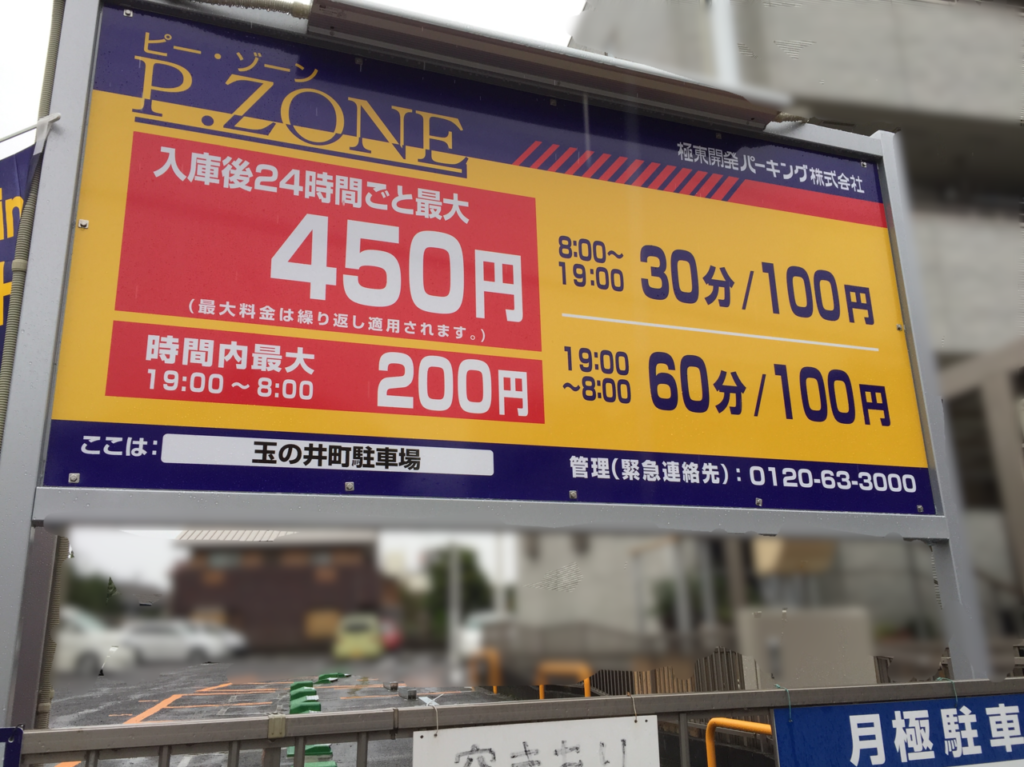 ピー・ゾーン
P.ZONE
極東開発パーキング株式会社
入庫後24時間ごと最大
450円
(最大料金は繰り返し適用されます。)
時間内最大
19:00～8:00
200円
8:00～
19:00
30分/100円
19:00
～8:00
60分/100円
ここは:
玉の井町駐車場
管理(緊急連絡先):0120-63-3000
空きあり
月極駐車